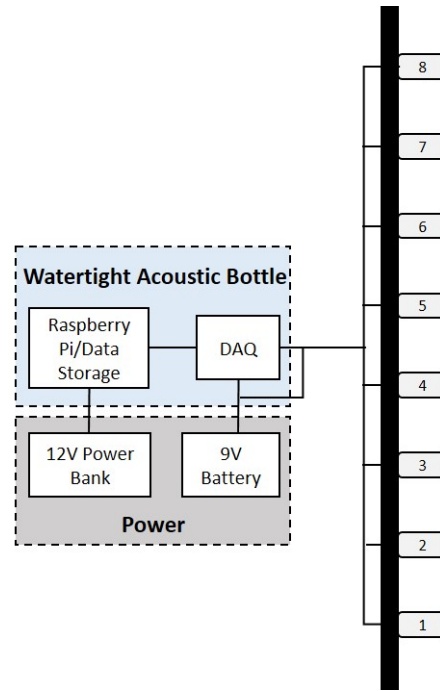 8
7
6
5
4
3
2
1
Watertight Acoustic Bottle
Raspberry
Pi/Data
Storage
DAQ
12V Power
Bank
9V
Battery
Power